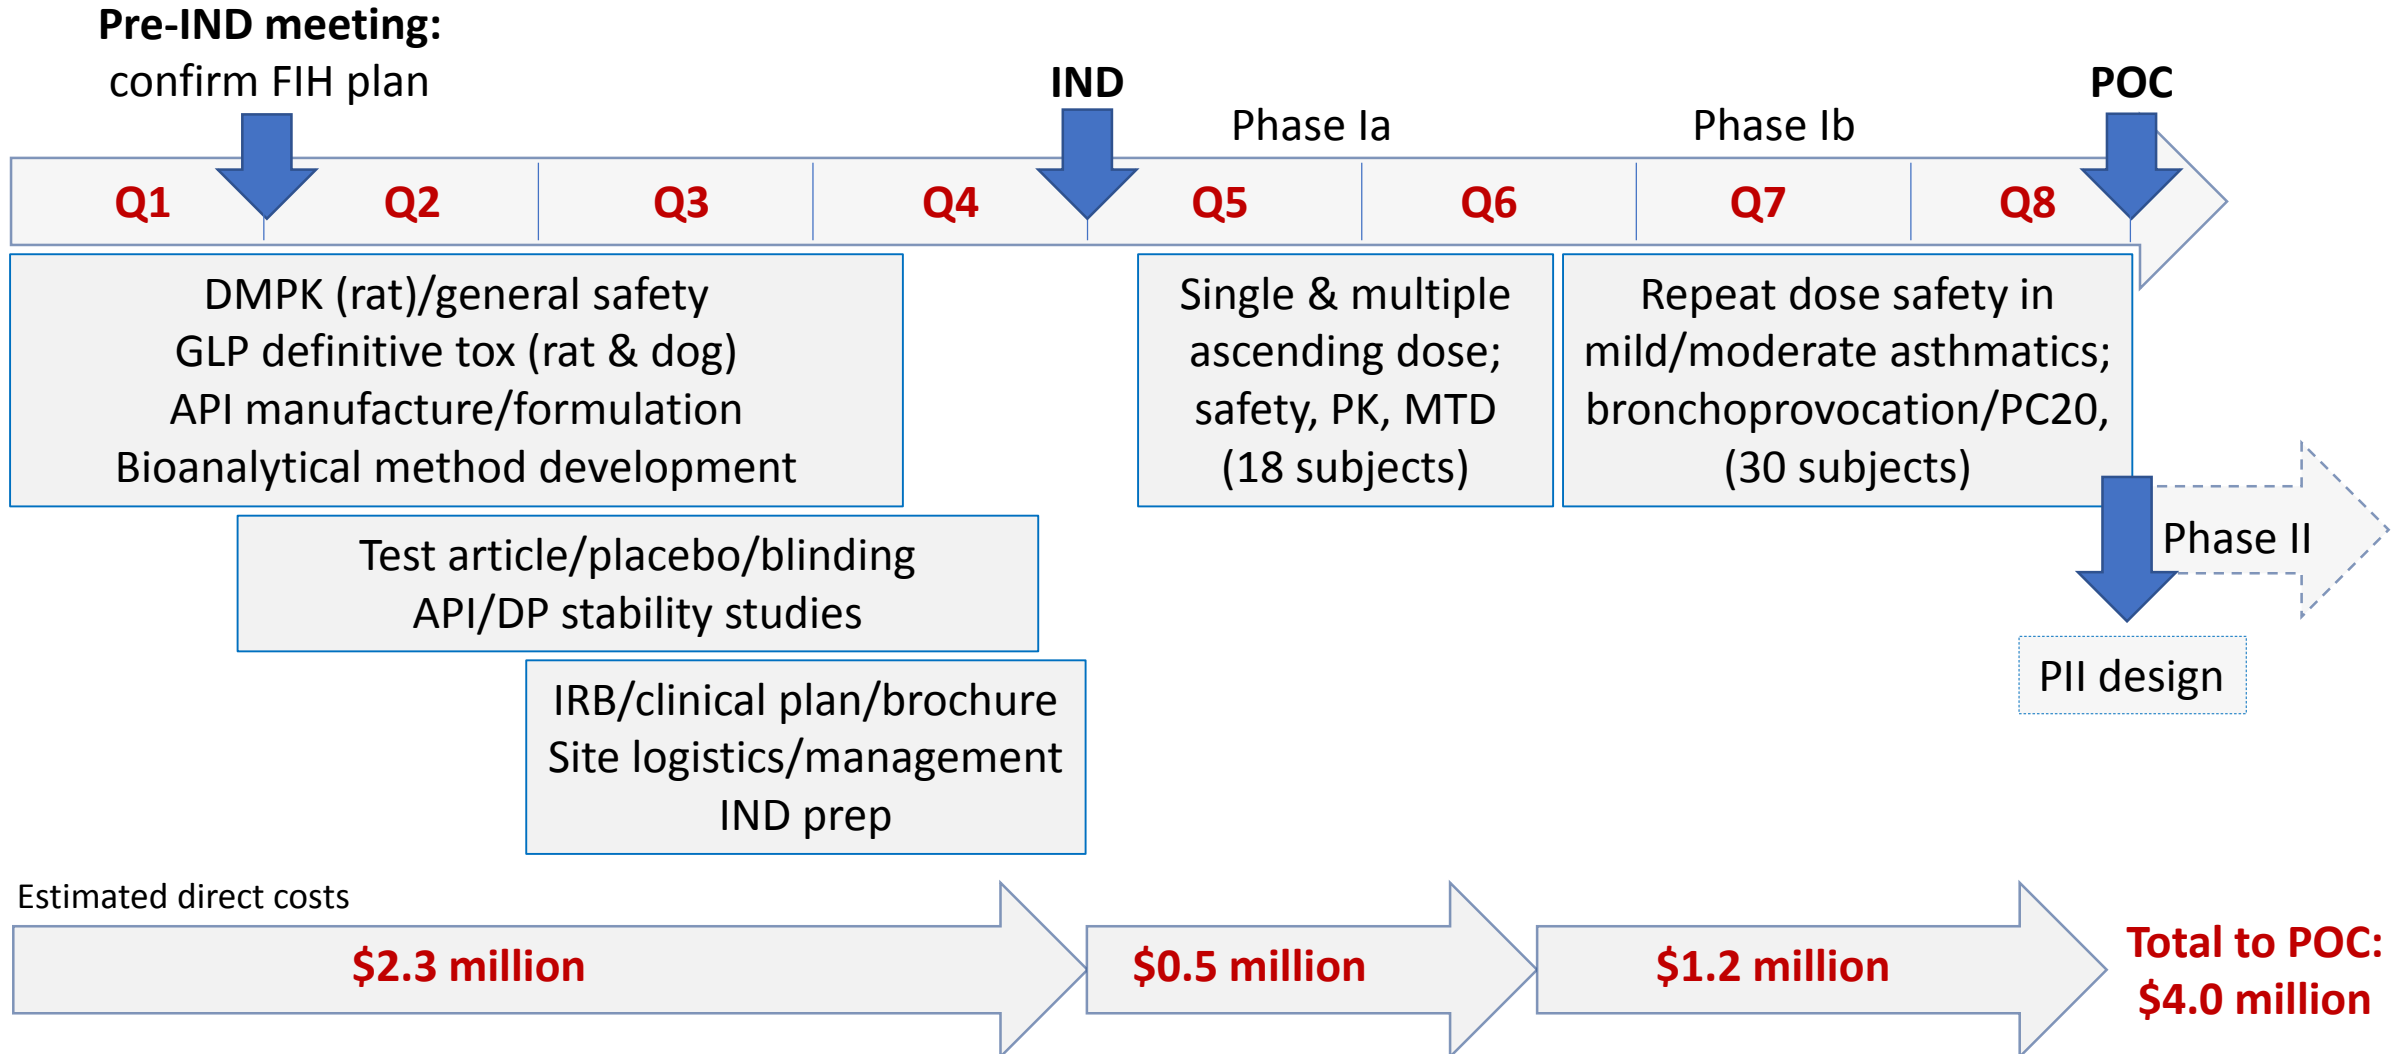 Pre-IND meeting:
confirm FIH plan
IND
POC
Phase Ia
Phase Ib
Q1
Q2
Q3
Q4
Q5
Q6
Q7
Q8
DMPK (rat)/general safety
GLP definitive tox (rat & dog)
API manufacture/formulation
Bioanalytical method development
Single & multiple
ascending dose;
safety, PK, MTD
(18 subjects)
Repeat dose safety in
mild/moderate asthmatics;
bronchoprovocation/PC20,
(30 subjects)
Test article/placebo/blinding
API/DP stability studies
Phase II
IRB/clinical plan/brochure
Site logistics/management
IND prep
PII design
Estimated direct costs
$2.3 million
$0.5 million
$1.2 million
Total to POC:
$4.0 million